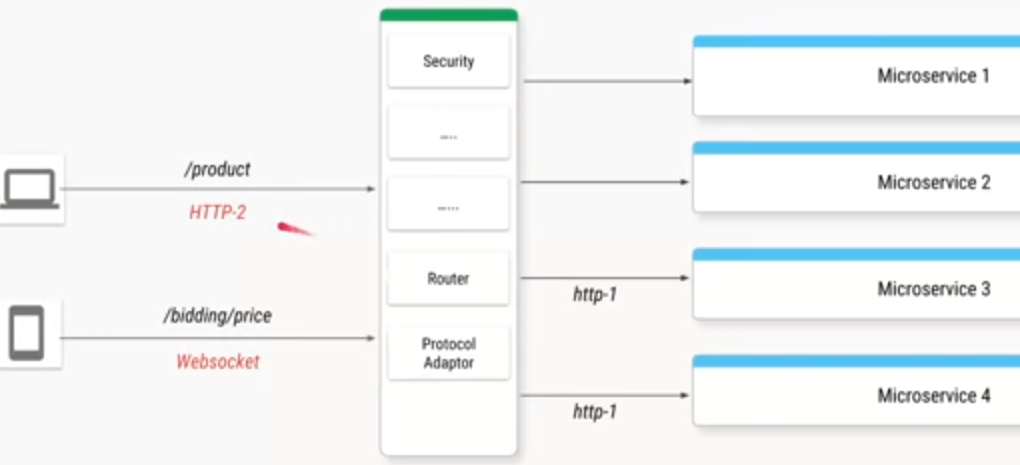 /product
HTTP-2
/bidding/price
Websocket
Security
....
.....
Router
Protocol
Adaptor
http-1
http-1
Microservice 1
Microservice 2
Microservice 3
Microservice 4